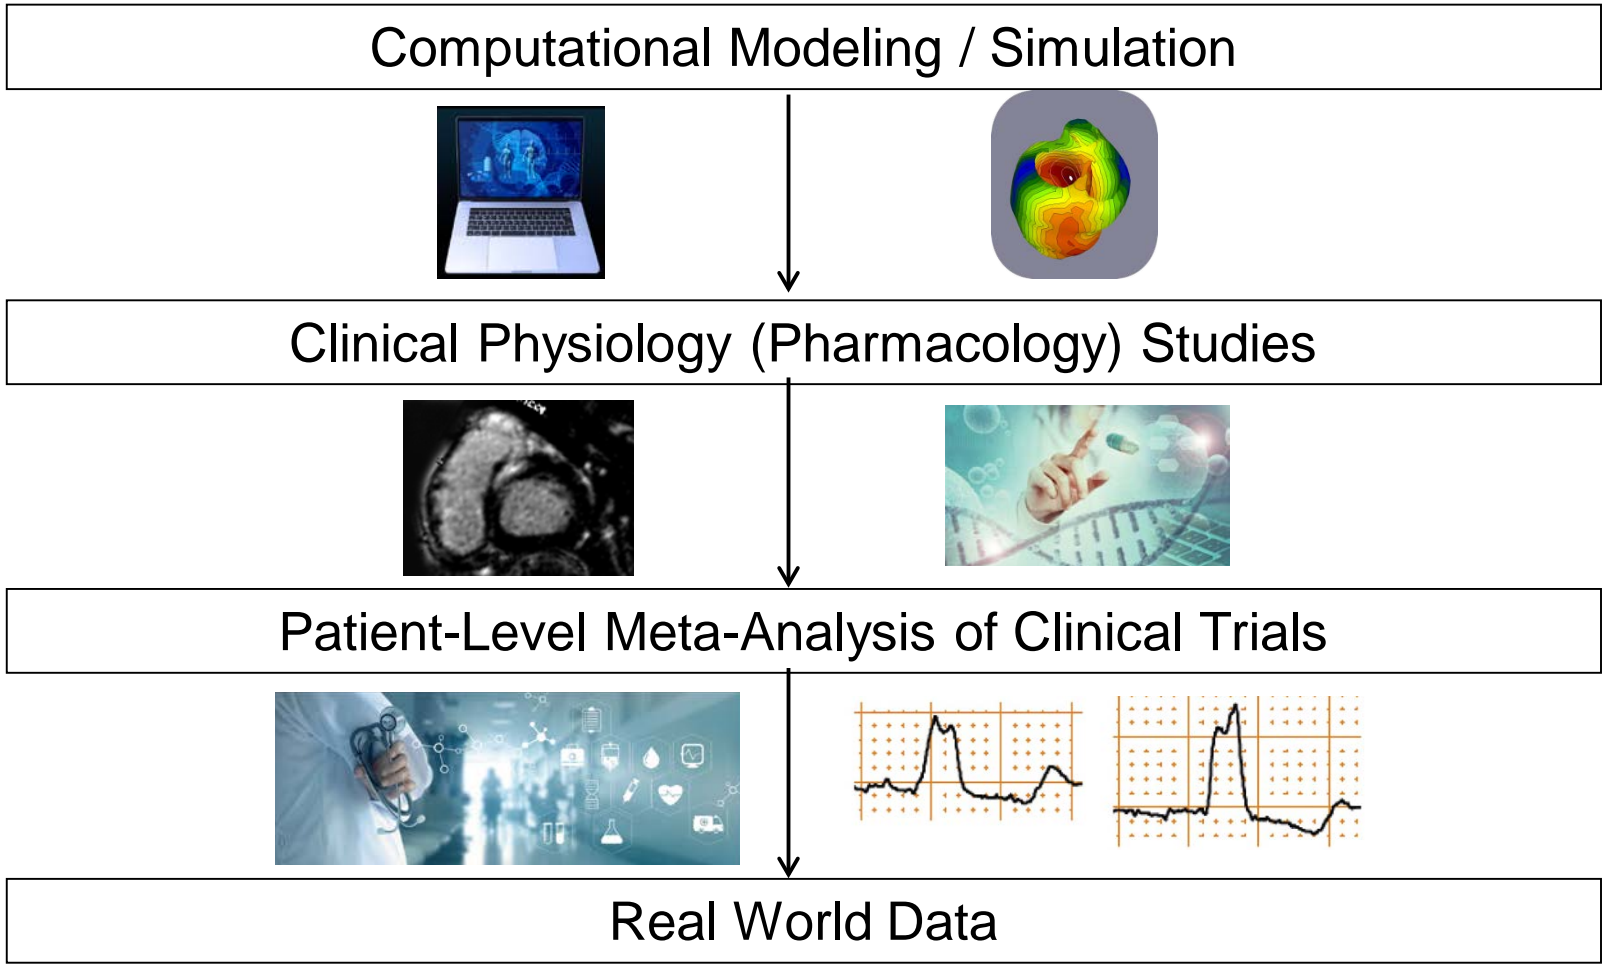 Computational Modeling / Simulation
Clinical Physiology (Pharmacology) Studies
Patient-Level Meta-Analysis of Clinical Trials
Real World Data